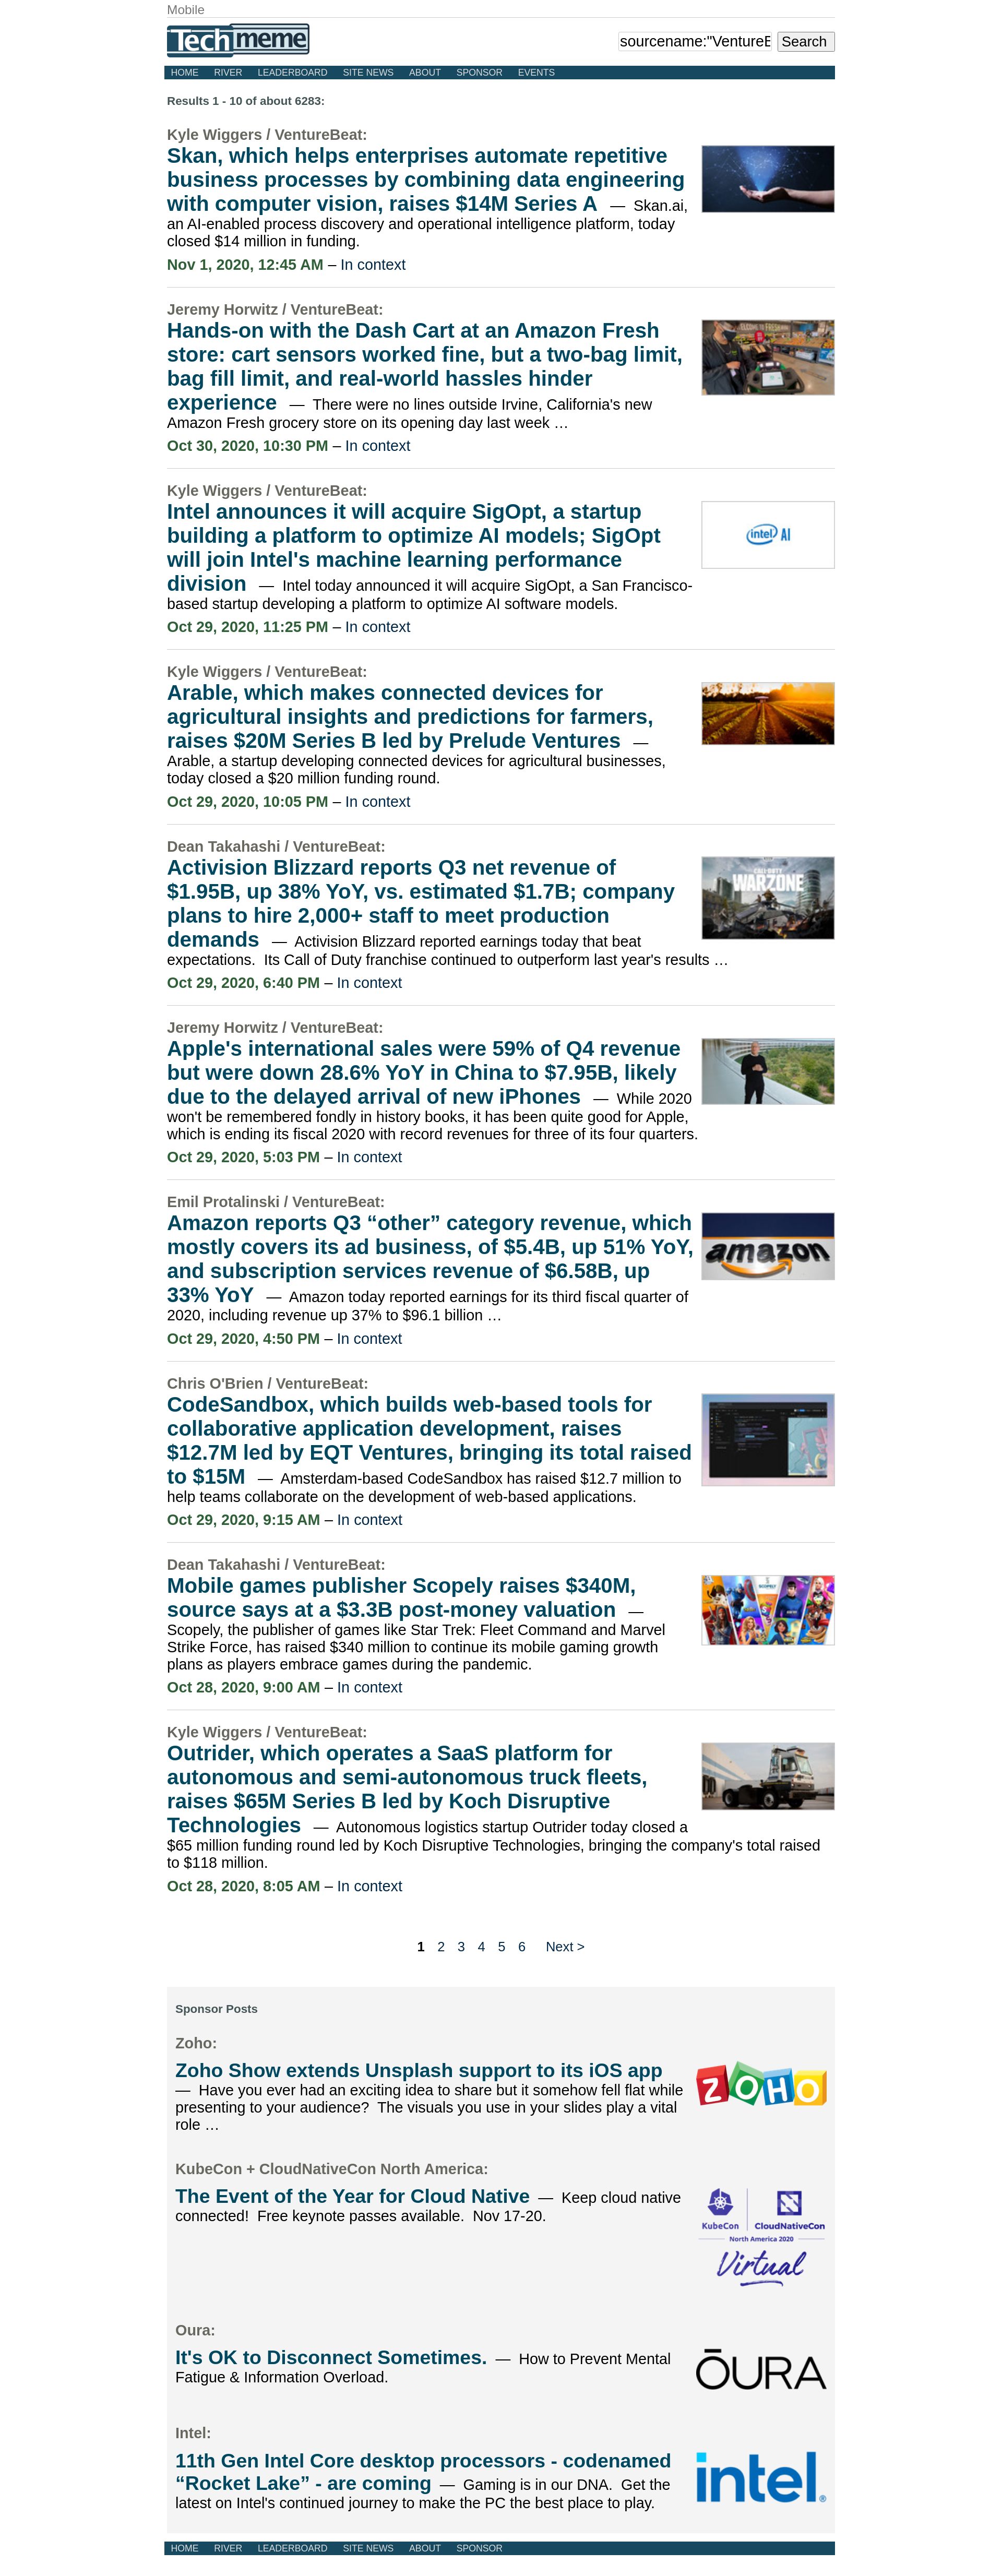 Mobile
Techmeme
sourcename:"VentureB
Search
HOME RIVER LEADERBOARD SITE NEWS ABOUT SPONSOR EVENTS
Results 1 - 10 of about 6283:
Kyle Wiggers / VentureBeat:
Skan, which helps enterprises automate repetitive
business processes by combining data engineering
with computer vision, raises $14M Series A — Skan.ai,
an AI-enabled process discovery and operational intelligence platform, today
closed $14 million in funding.
Nov 1, 2020, 12:45 AM – In context
Jeremy Horwitz / VentureBeat:
Hands-on with the Dash Cart at an Amazon Fresh
store: cart sensors worked fine, but a two-bag limit,
bag fill limit, and real-world hassles hinder
experience — There were no lines outside Irvine, California's new
Amazon Fresh grocery store on its opening day last week …
Oct 30, 2020, 10:30 PM – In context
Kyle Wiggers / VentureBeat:
Intel announces it will acquire SigOpt, a startup
building a platform to optimize AI models; SigOpt
will join Intel's machine learning performance
division — Intel today announced it will acquire SigOpt, a San Francisco-
based startup developing a platform to optimize AI software models.
intel AI
Oct 29, 2020, 11:25 PM – In context
Kyle Wiggers / VentureBeat:
Arable, which makes connected devices for
agricultural insights and predictions for farmers,
raises $20M Series B led by Prelude Ventures —
Arable, a startup developing connected devices for agricultural businesses,
today closed a $20 million funding round.
Oct 29, 2020, 10:05 PM – In context
Dean Takahashi / VentureBeat:
Activision Blizzard reports Q3 net revenue of
$1.95B, up 38% YoY, vs. estimated $1.7B; company
plans to hire 2,000+ staff to meet production
demands — Activision Blizzard reported earnings today that beat
expectations. Its Call of Duty franchise continued to outperform last year's results …
WARZONE
Oct 29, 2020, 6:40 PM – In context
Jeremy Horwitz / VentureBeat:
Apple's international sales were 59% of Q4 revenue
but were down 28.6% YoY in China to $7.95B, likely
due to the delayed arrival of new iPhones — While 2020
won't be remembered fondly in history books, it has been quite good for Apple,
which is ending its fiscal 2020 with record revenues for three of its four quarters.
Oct 29, 2020, 5:03 PM – In context
Emil Protalinski / VentureBeat:
Amazon reports Q3 “other” category revenue, which
mostly covers its ad business, of $5.4B, up 51% YoY,
and subscription services revenue of $6.58B, up
33% YoY — Amazon today reported earnings for its third fiscal quarter of
2020, including revenue up 37% to $96.1 billion …
amazon
Oct 29, 2020, 4:50 PM – In context
Chris O'Brien / VentureBeat:
CodeSandbox, which builds web-based tools for
collaborative application development, raises
$12.7M led by EQT Ventures, bringing its total raised
to $15M — Amsterdam-based CodeSandbox has raised $12.7 million to
help teams collaborate on the development of web-based applications.
Oct 29, 2020, 9:15 AM – In context
Dean Takahashi / VentureBeat:
Mobile games publisher Scopely raises $340M,
source says at a $3.3B post-money valuation —
Scopely, the publisher of games like Star Trek: Fleet Command and Marvel
Strike Force, has raised $340 million to continue its mobile gaming growth
plans as players embrace games during the pandemic.
Oct 28, 2020, 9:00 AM – In context
Kyle Wiggers / VentureBeat:
Outrider, which operates a SaaS platform for
autonomous and semi-autonomous truck fleets,
raises $65M Series B led by Koch Disruptive
Technologies — Autonomous logistics startup Outrider today closed a
$65 million funding round led by Koch Disruptive Technologies, bringing the company's total raised
to $118 million.
Oct 28, 2020, 8:05 AM – In context
1 2 3 4 5 6 Next >
Sponsor Posts
Zoho:
Zoho Show extends Unsplash support to its iOS app
— Have you ever had an exciting idea to share but it somehow fell flat while
presenting to your audience? The visuals you use in your slides play a vital
role …
ZOHO
KubeCon + CloudNativeCon North America:
The Event of the Year for Cloud Native — Keep cloud native
connected! Free keynote passes available. Nov 17-20.
KubeCon CloudNativeCon
North America 2020
Virtual
Oura:
It's OK to Disconnect Sometimes. — How to Prevent Mental
Fatigue & Information Overload.
ŌURA
Intel:
11th Gen Intel Core desktop processors - codenamed
“Rocket Lake” - are coming — Gaming is in our DNA. Get the
latest on Intel's continued journey to make the PC the best place to play.
intel®
HOME RIVER LEADERBOARD SITE NEWS ABOUT SPONSOR